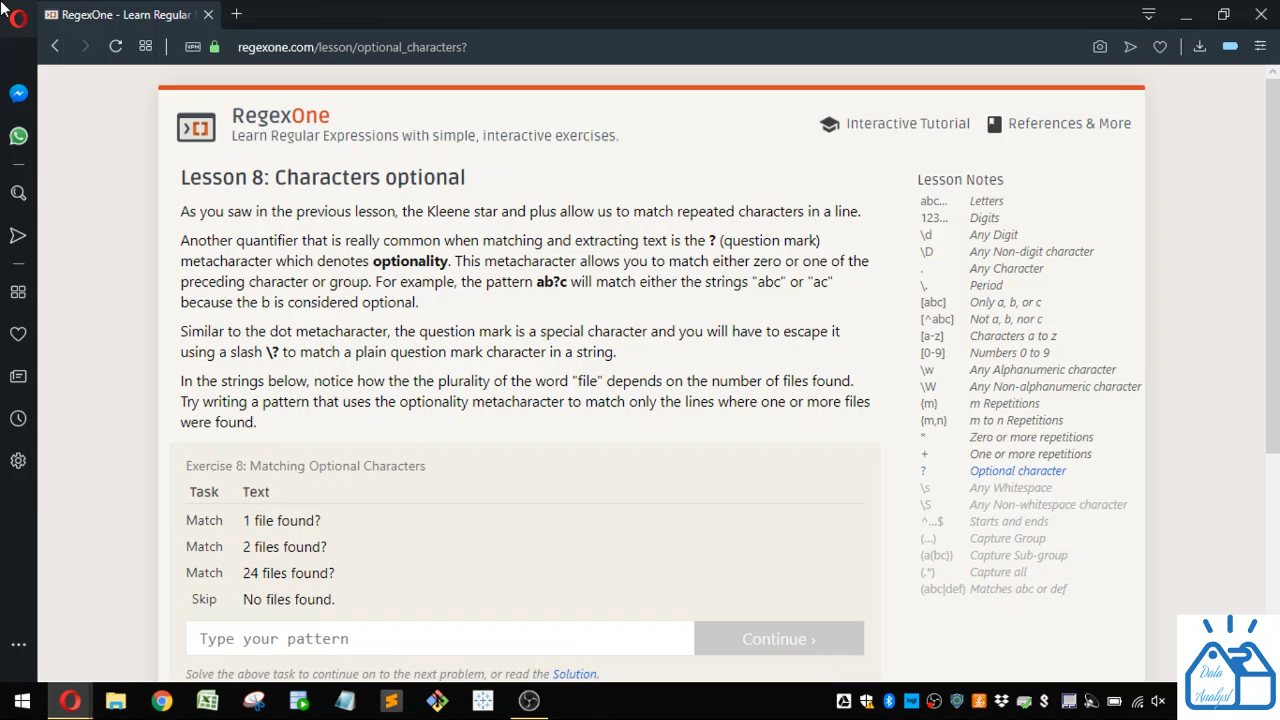 RegexOne - Learn Regular
VPN
regexone.com/lesson/optional_characters?
RegexOne
Learn Regular Expressions with simple, interactive exercises.
Interactive Tutorial
References & More
Lesson 8: Characters optional
As you saw in the previous lesson, the Kleene star and plus allow us to match repeated characters in a line.
Another quantifier that is really common when matching and extracting text is the ? (question mark)
metacharacter which denotes optionality. This metacharacter allows you to match either zero or one of the
preceding character or group. For example, the pattern ab?c will match either the strings "abc" or "ac"
because the b is considered optional.
Similar to the dot metacharacter, the question mark is a special character and you will have to escape it
using a slash \? to match a plain question mark character in a string.
In the strings below, notice how the the plurality of the word "file" depends on the number of files found.
Try writing a pattern that uses the optionality metacharacter to match only the lines where one or more files
were found.
Exercise 8: Matching Optional Characters
Task Text
Match 1 file found?
Match 2 files found?
Match 24 files found?
Skip No files found.
Type your pattern
Continue ›
Solve the above task to continue on to the next problem, or read the Solution.
Lesson Notes
abc... Letters
123... Digits
\d Any Digit
\D Any Non-digit character
. Any Character
\. Period
[abc] Only a, b, or c
[^abc] Not a, b, nor c
[a-z] Characters a to z
[0-9] Numbers 0 to 9
\w Any Alphanumeric character
\W Any Non-alphanumeric character
{m} m Repetitions
{m,n} m to n Repetitions
* Zero or more repetitions
+ One or more repetitions
? Optional character
\s Any Whitespace
\S Any Non-whitespace character
^...$ Starts and ends
(...) Capture Group
(a(bc)) Capture Sub-group
(.*) Capture all
(abc|def) Matches abc or def
Data
Analyst